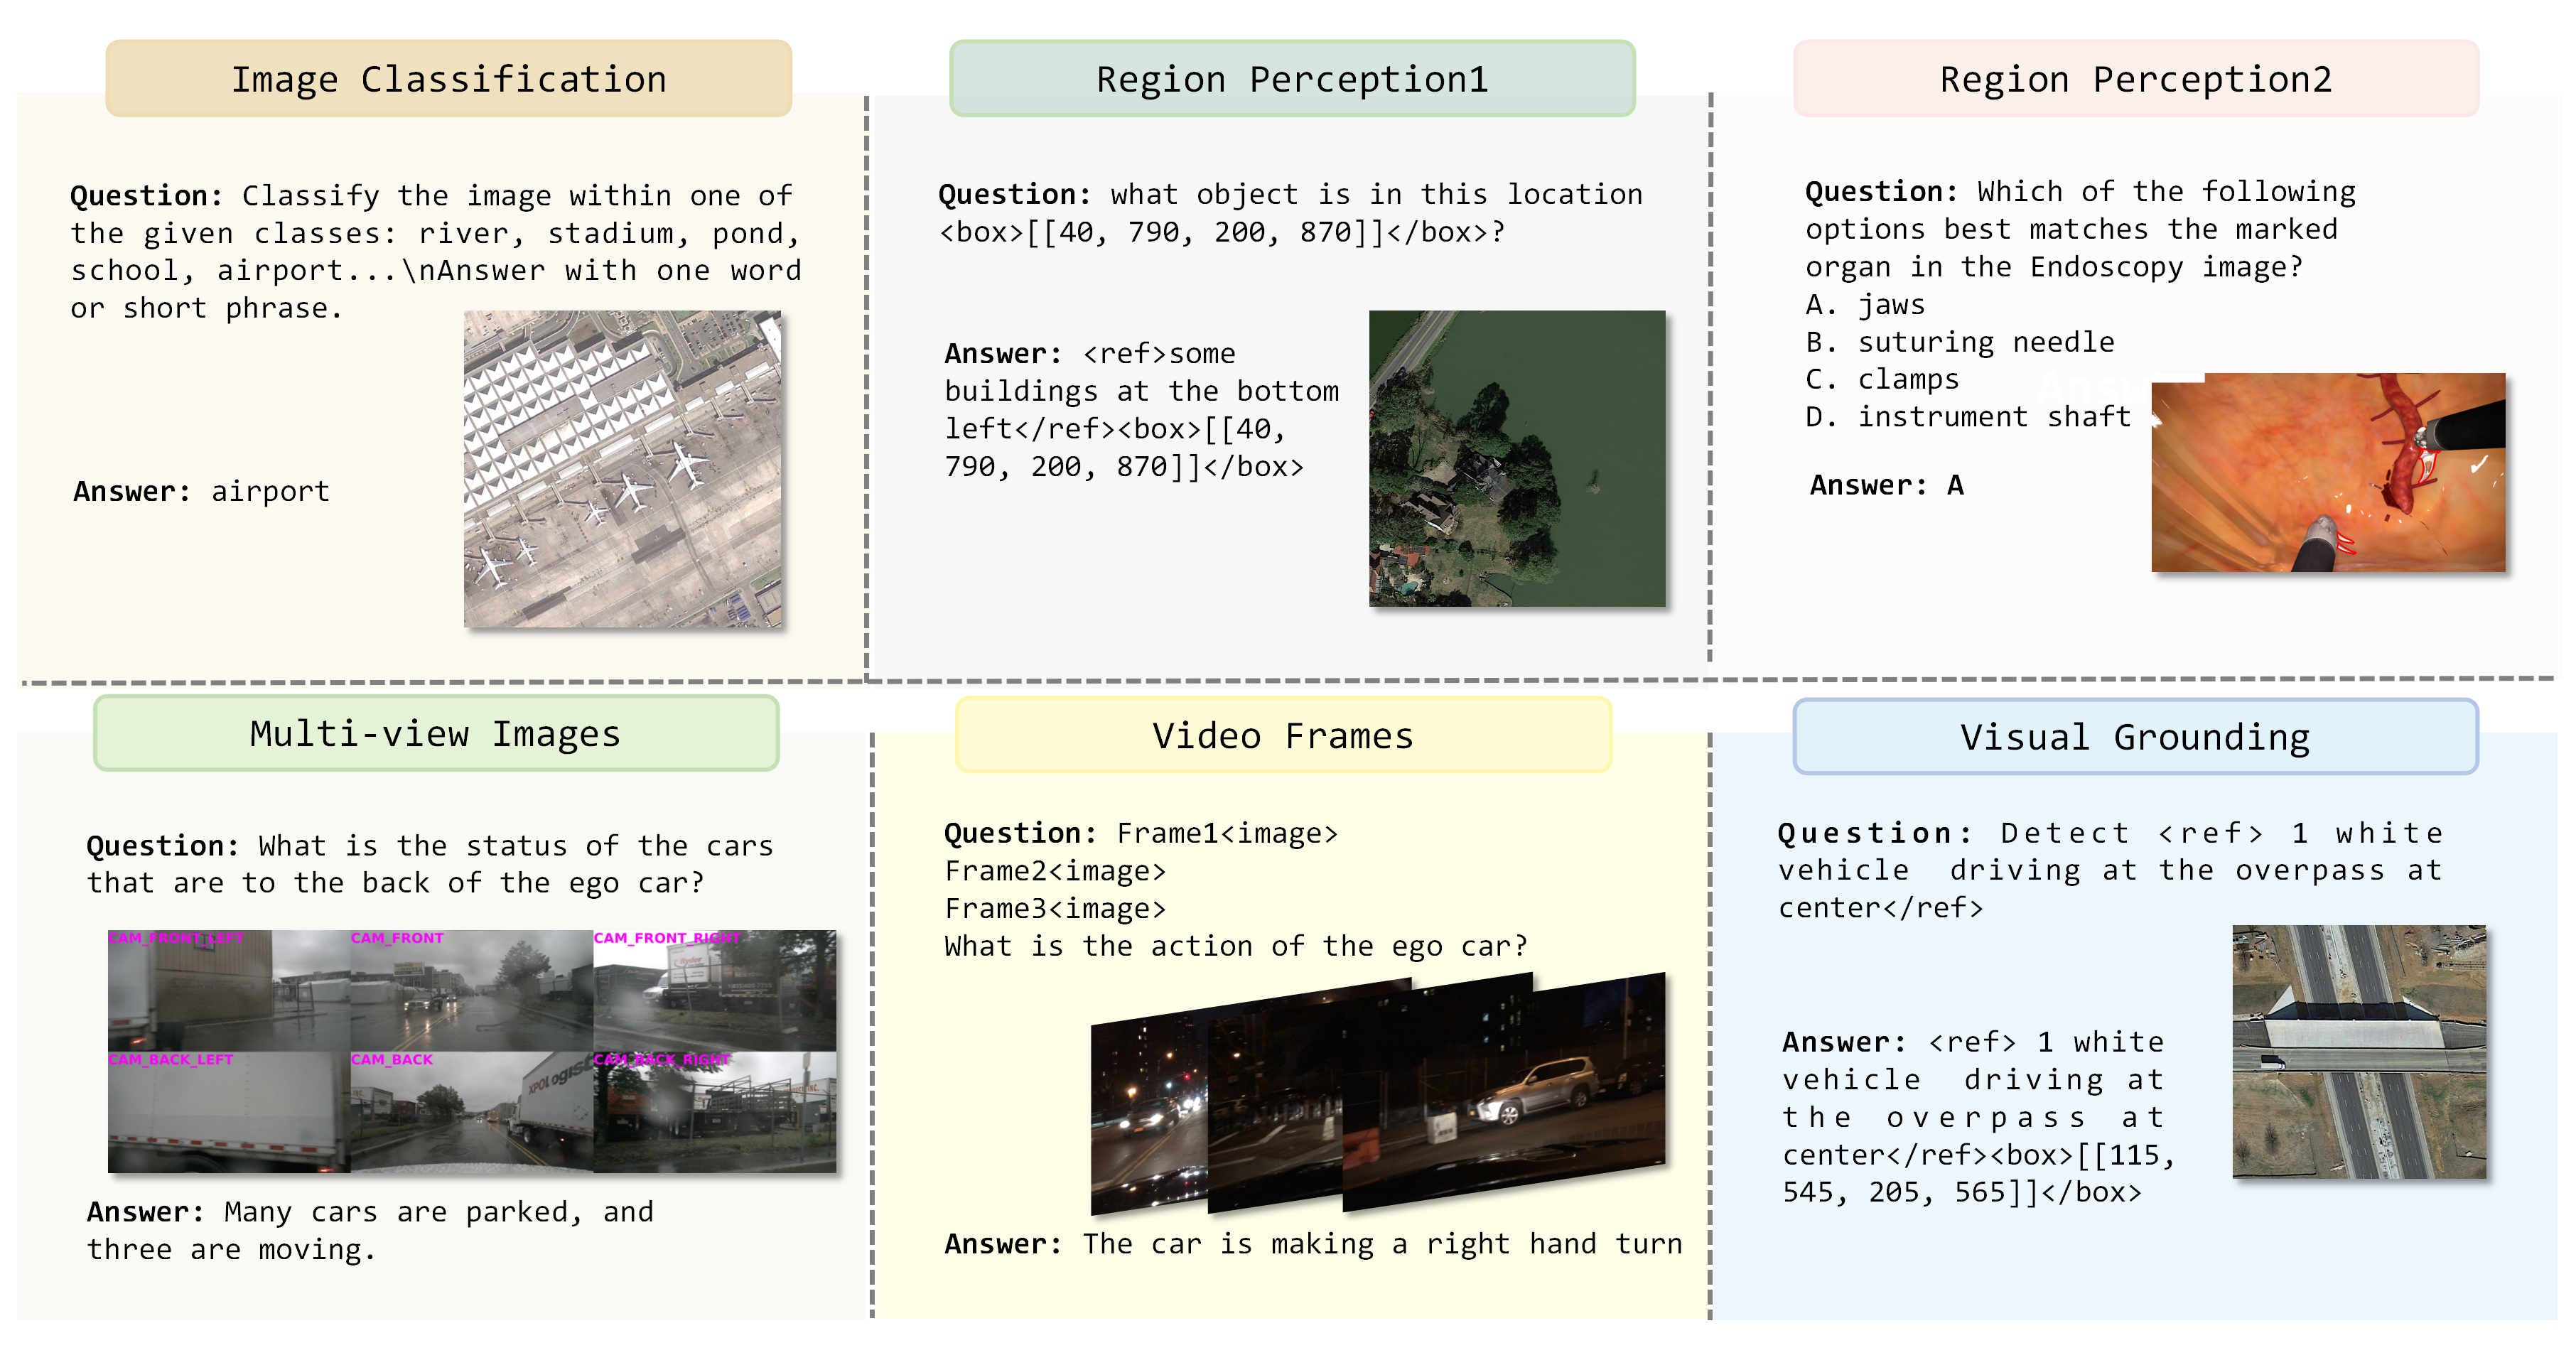 Image Classification
Question: Classify the image within one of
the given classes: river, stadium, pond,
school, airport...\nAnswer with one word
or short phrase.
Answer: airport
Region Perception1
Question: what object is in this location
<box>[[40, 790, 200, 870]]</box>?
Answer: <ref>some
buildings at the bottom
left</ref><box>[[40,
790, 200, 870]]</box>
Region Perception2
Question: Which of the following
options best matches the marked
organ in the Endoscopy image?
A. jaws
B. suturing needle
C. clamps
D. instrument shaft
Answer: A
Multi-view Images
Question: What is the status of the cars
that are to the back of the ego car?
CAM_FRONT_LEFT CAM_FRONT CAM_FRONT_RIGHT
Ryder
CAM_BACK_LEFT CAM_BACK CAM_BACK_RIGHT
XPOLogist
INC.
Answer: Many cars are parked, and
three are moving.
Video Frames
Question: Frame1<image>
Frame2<image>
Frame3<image>
What is the action of the ego car?
Answer: The car is making a right hand turn
Visual Grounding
Question: Detect <ref> 1 white
vehicle driving at the overpass at
center</ref>
Answer: <ref> 1 white
vehicle driving at
the overpass at
center</ref><box>[[115,
545, 205, 565]]</box>